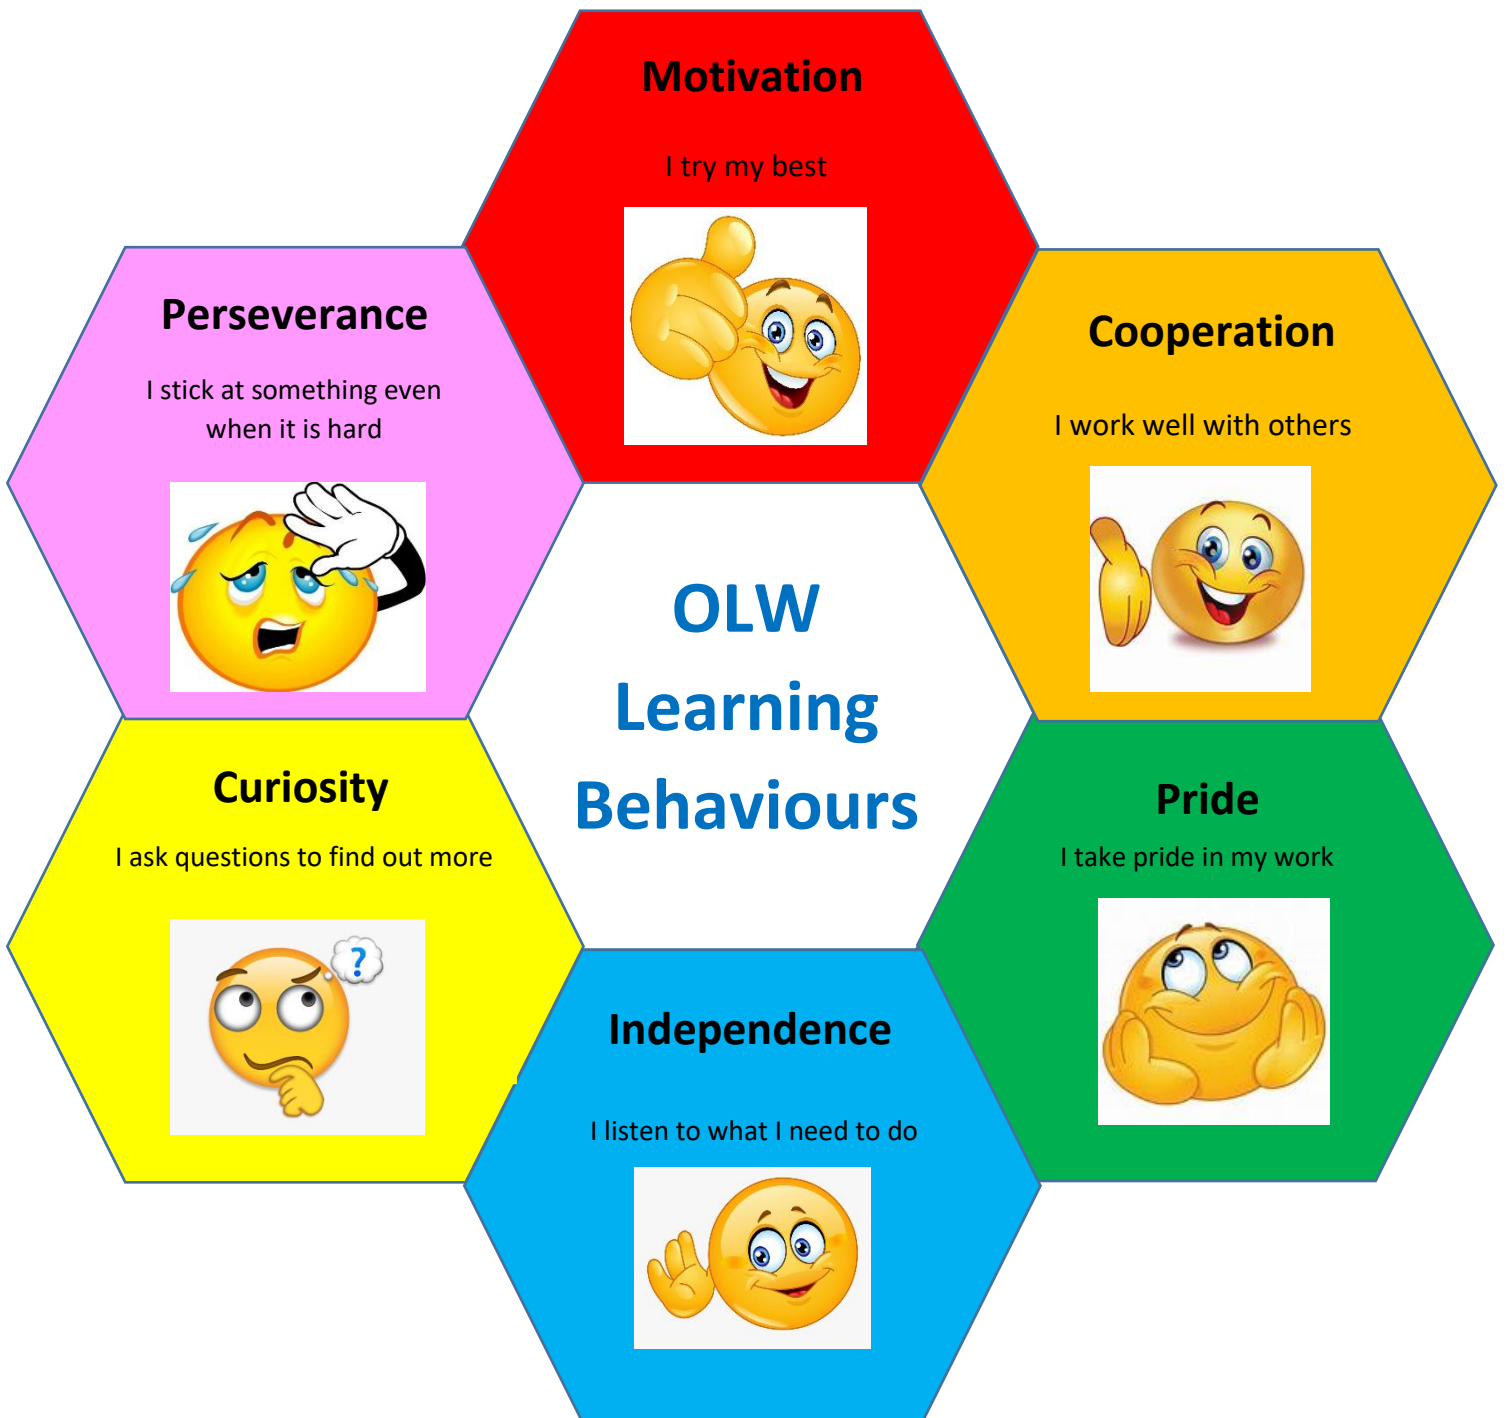 Motivation
I try my best
Perseverance
I stick at something even
when it is hard
Cooperation
I work well with others
OLW
Learning
Behaviours
Curiosity
I ask questions to find out more
?
Pride
I take pride in my work
Independence
I listen to what I need to do